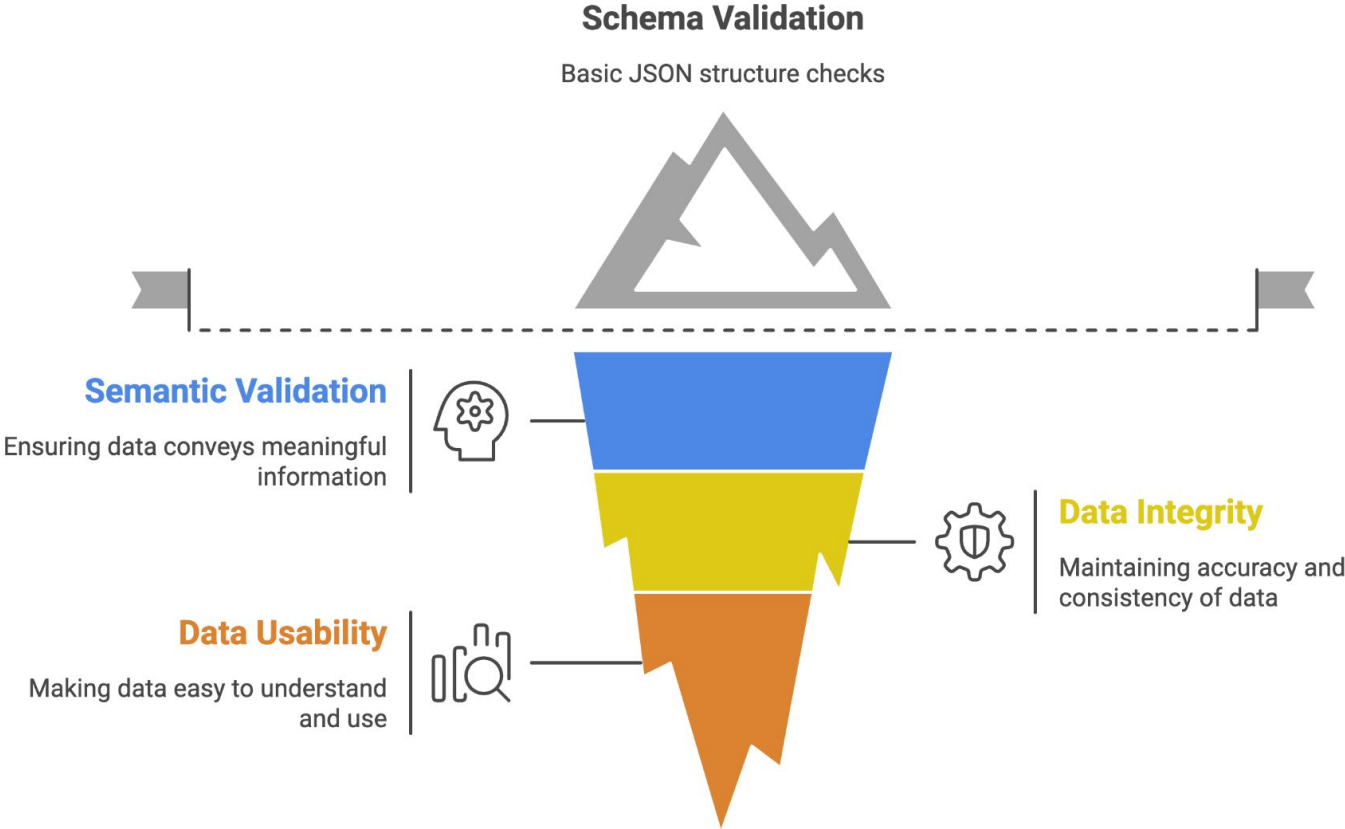 Schema Validation
Basic JSON structure checks
Semantic Validation
Ensuring data conveys meaningful
information
Data Integrity
Maintaining accuracy and
consistency of data
Data Usability
Making data easy to understand
and use